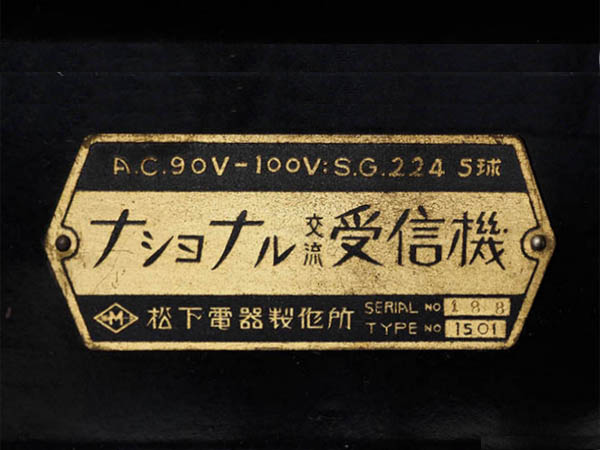 A.C.90V-100V:S.G.224 5球
ナショナル交流受信機
M 松下電器製作所
SERIAL NO 188
TYPE NO 1501